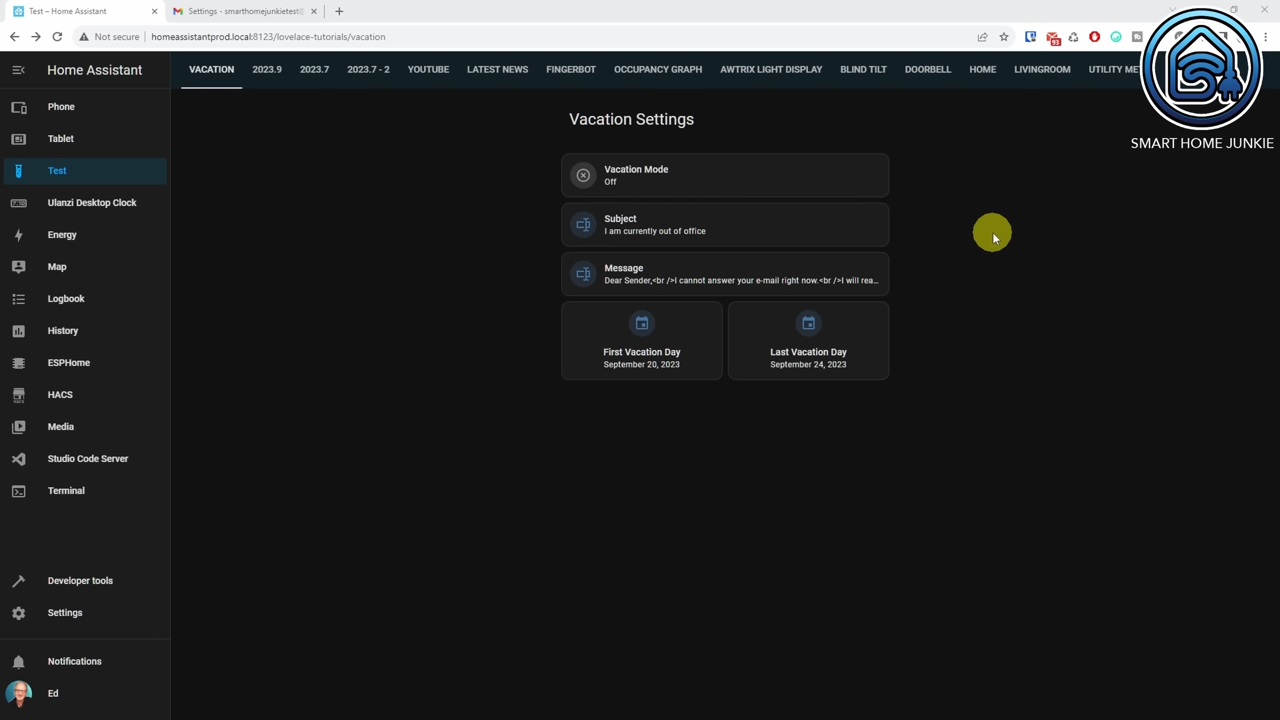 Test – Home Assistant
Settings - smarthomejunkietest@
Not secure
homeassistantprod.local:8123/lovelace-tutorials/vacation
93
Home Assistant
VACATION 2023.9 2023.7 2023.7 - 2 YOUTUBE LATEST NEWS FINGERBOT OCCUPANCY GRAPH AWTRIX LIGHT DISPLAY BLIND TILT DOORBELL HOME LIVINGROOM UTILITY ME
SMART HOME JUNKIE
Phone
Tablet
Test
Ulanzi Desktop Clock
Energy
Map
Logbook
History
ESPHome
HACS
HACS
Media
Studio Code Server
Terminal
Developer tools
Settings
Notifications
Ed
Vacation Settings
Vacation Mode
Off
Subject
I am currently out of office
Message
Dear Sender,<br />I cannot answer your e-mail right now.<br />I will rea...
First Vacation Day
September 20, 2023
Last Vacation Day
September 24, 2023